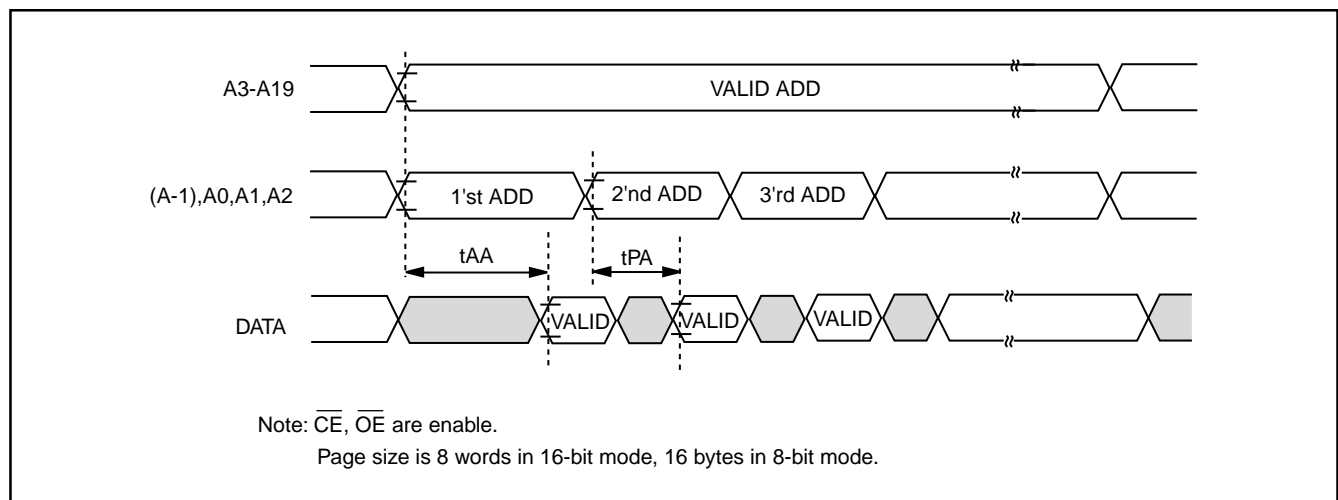 A3-A19
VALID ADD
(A-1),A0,A1,A2
1'st ADD
2'nd ADD
3'rd ADD
tAA
tPA
DATA
VALID
VALID
VALID
Note: CE, OE are enable.
Page size is 8 words in 16-bit mode, 16 bytes in 8-bit mode.